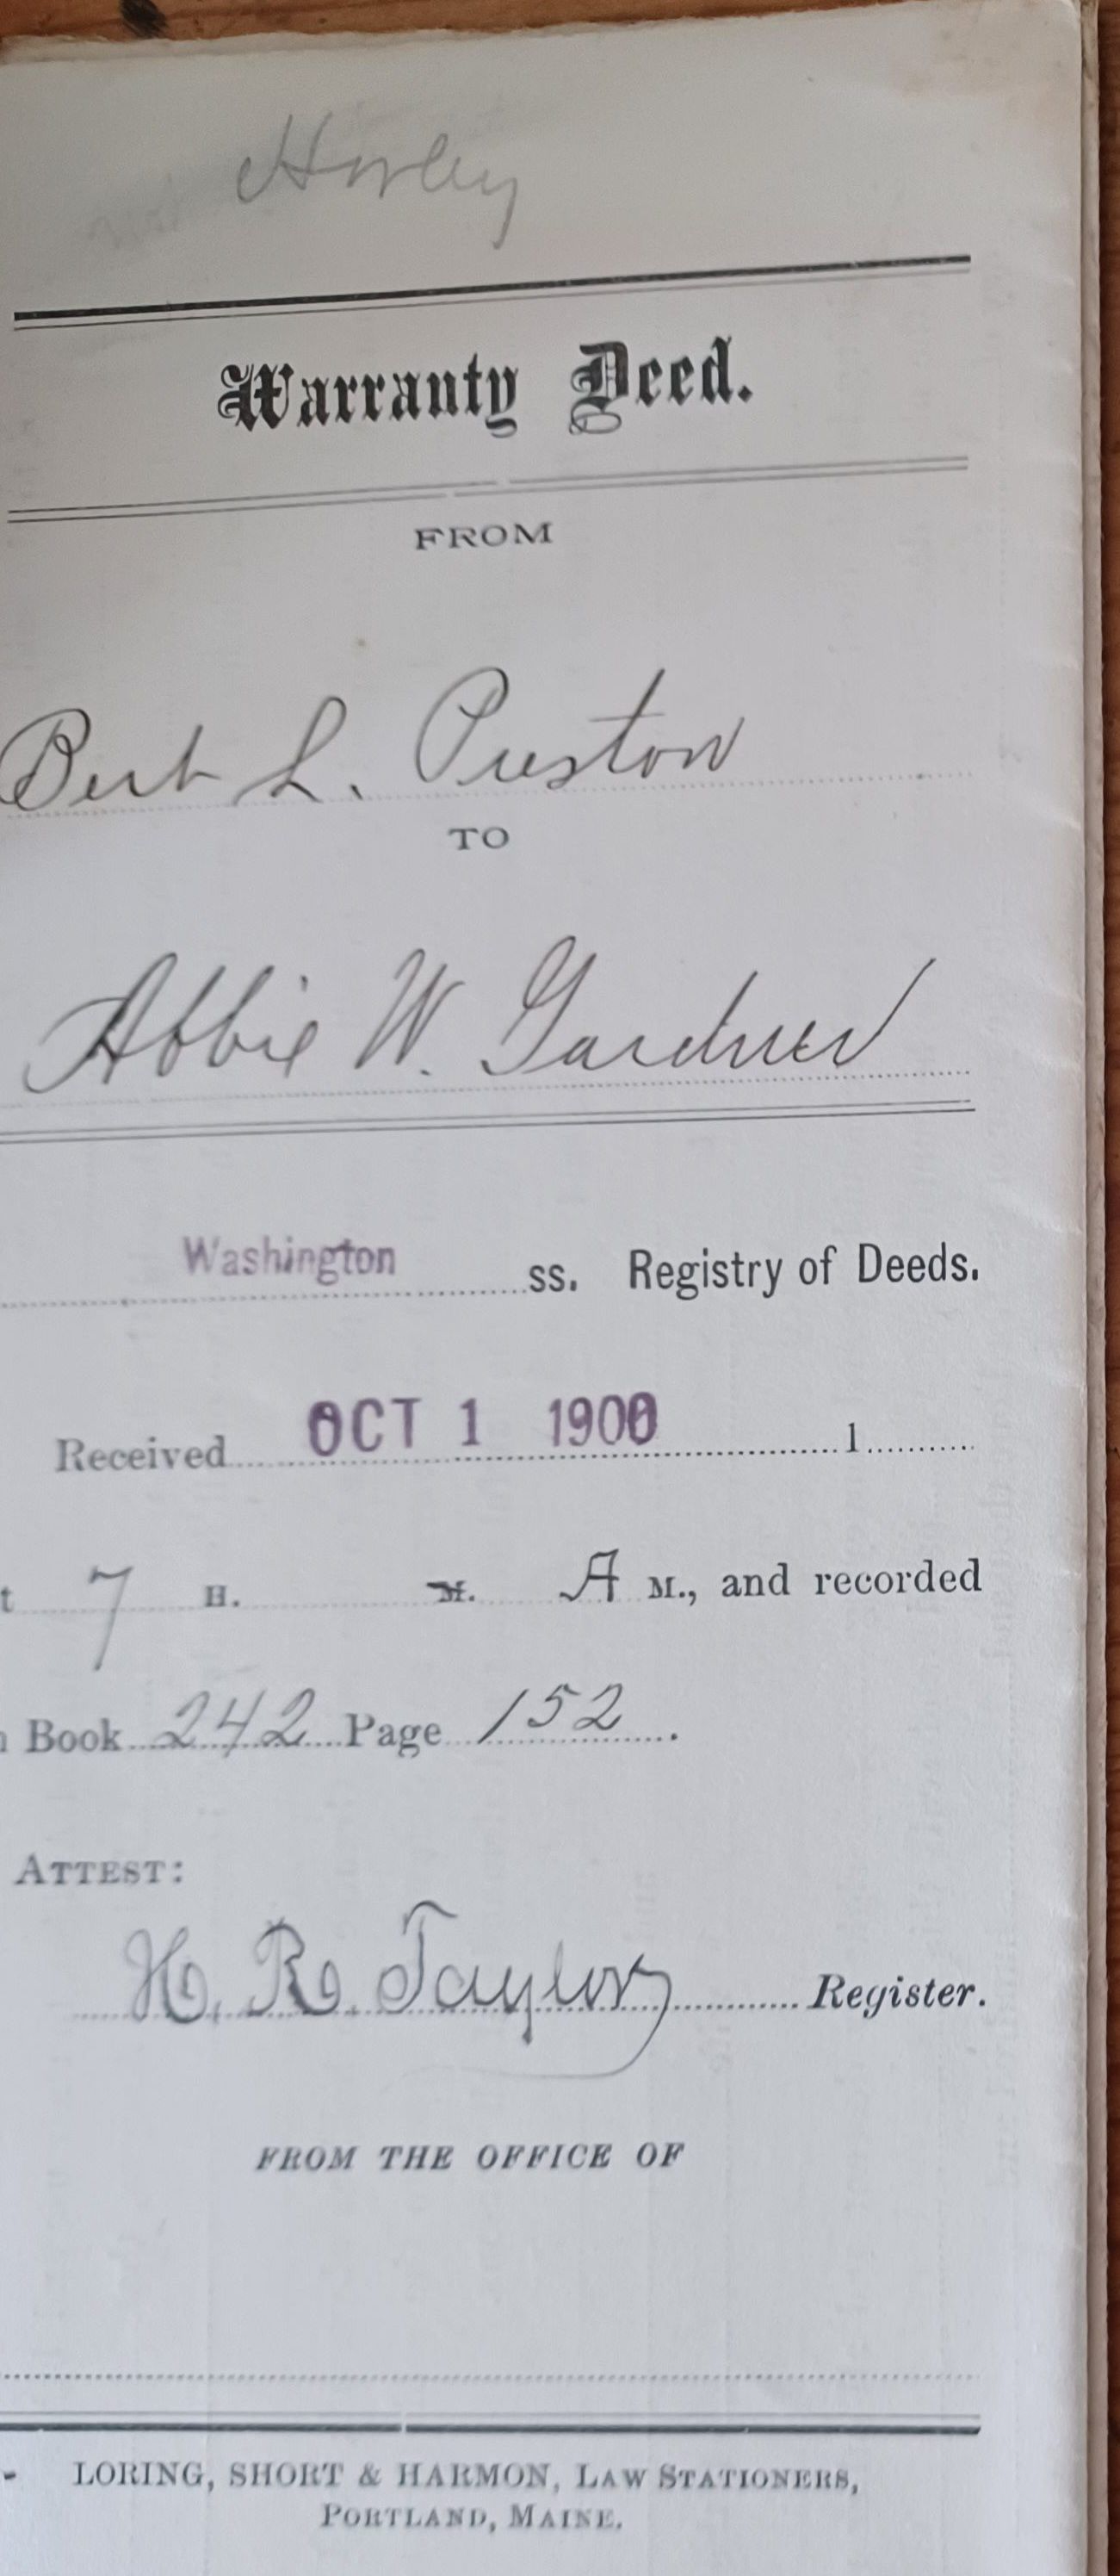 Warranty Deed.
FROM
Bert L. Preston
TO
Abbie W. Gardner
Washington ss. Registry of Deeds.
Received OCT 1 1900 1
t 7 H. M. A M., and recorded
Book 242 Page 152.
ATTEST:
H. R. Taylor Register.
FROM THE OFFICE OF
LORING, SHORT & HARMON, LAW STATIONERS,
PORTLAND, MAINE.